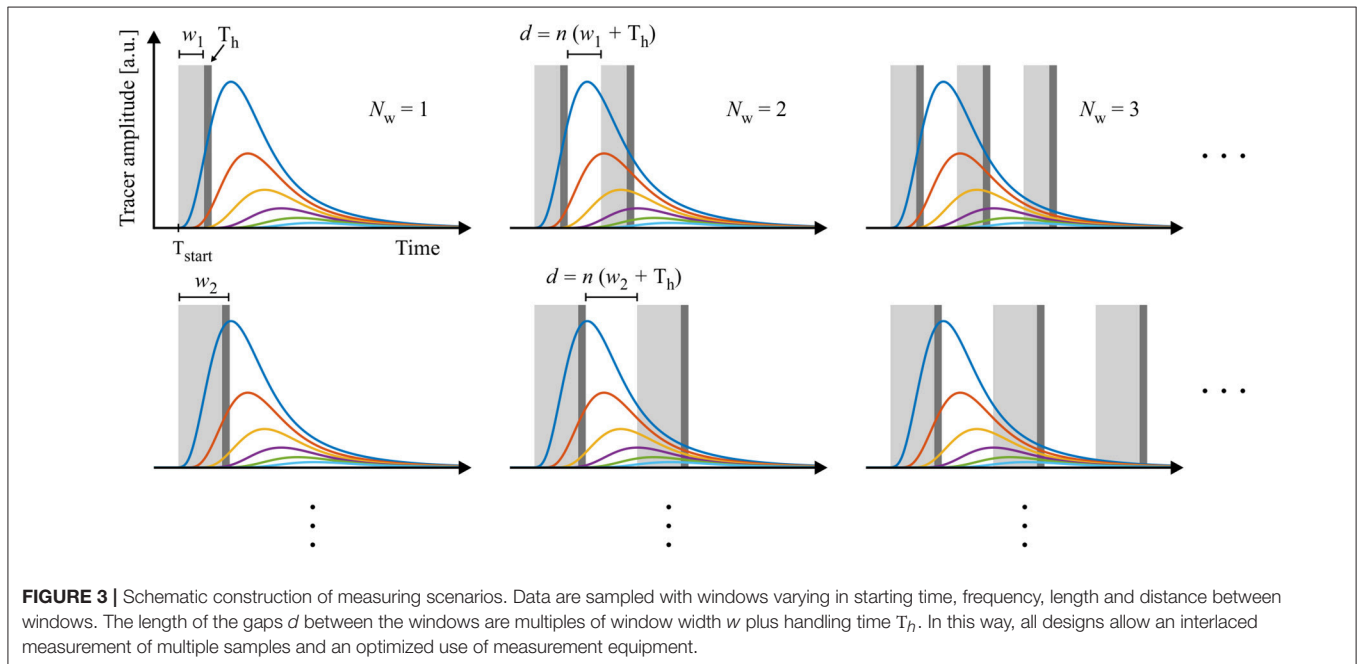 Tracer amplitude [a.u.]
w1
Th
Nw = 1
Tstart
Time
d = n (w1 + Th)
Nw = 2
Nw = 3
. . .
w2
d = n (w2 + Th)
. . .
FIGURE 3 | Schematic construction of measuring scenarios. Data are sampled with windows varying in starting time, frequency, length and distance between
windows. The length of the gaps d between the windows are multiples of window width w plus handling time Th. In this way, all designs allow an interlaced
measurement of multiple samples and an optimized use of measurement equipment.